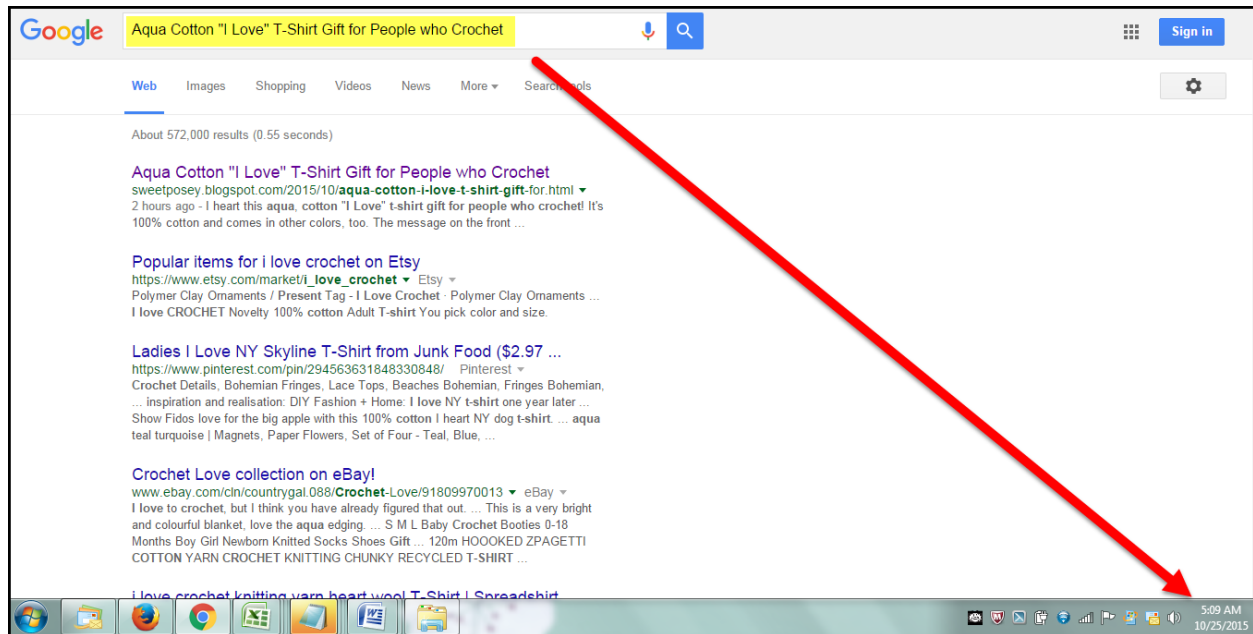 Google
Aqua Cotton "I Love" T-Shirt Gift for People who Crochet
Sign in
Web Images Shopping Videos News More Search tools
About 572,000 results (0.55 seconds)
Aqua Cotton "I Love" T-Shirt Gift for People who Crochet
sweetposey.blogspot.com/2015/10/aqua-cotton-i-love-t-shirt-gift-for.html
2 hours ago - I heart this aqua, cotton "I Love" t-shirt gift for people who crochet! It's
100% cotton and comes in other colors, too. The message on the front ...
Popular items for i love crochet on Etsy
https://www.etsy.com/market/i_love_crochet Etsy
Polymer Clay Ornaments / Present Tag - I Love Crochet · Polymer Clay Ornaments ...
I love CROCHET Novelty 100% cotton Adult T-shirt You pick color and size.
Ladies I Love NY Skyline T-Shirt from Junk Food ($2.97 ...
https://www.pinterest.com/pin/294563631848330848/ Pinterest
Crochet Details, Bohemian Fringes, Lace Tops, Beaches Bohemian, Fringes Bohemian,
... inspiration and realisation: DIY Fashion + Home: I love NY t-shirt one year later ...
Show Fidos love for the big apple with this 100% cotton I heart NY dog t-shirt. ... aqua
teal turquoise | Magnets, Paper Flowers, Set of Four - Teal, Blue, ...
Crochet Love collection on eBay!
www.ebay.com/cln/countrygal.088/Crochet-Love/91809970013 eBay
I love to crochet, but I think you have already figured that out. ... This is a very bright
and colourful blanket, love the aqua edging. ... S M L Baby Crochet Booties 0-18
Months Boy Girl Newborn Knitted Socks Shoes Gift ... 120m HOOOKED ZPAGETTI
COTTON YARN CROCHET KNITTING CHUNKY RECYCLED T-SHIRT ...
i love crochet knitting yarn heart wool T-Shirt | Spreadshirt
5:09 AM
10/25/2015